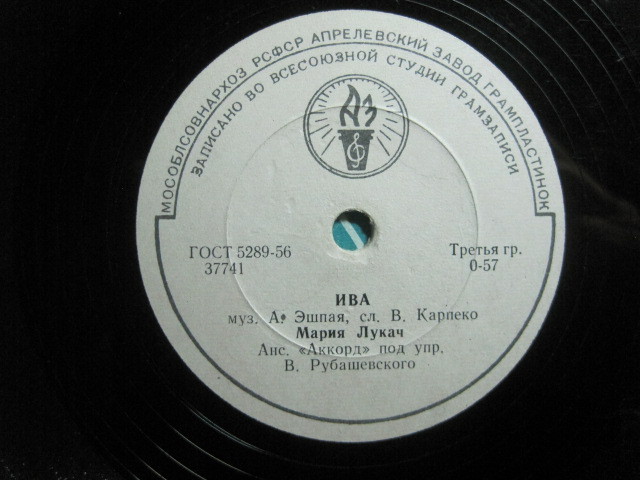 МОСОБЛСОВНАРХОЗ РСФСР АПРЕЛЕВСКИЙ ЗАВОД ГРАМПЛАСТИНОК
ЗАПИСАНО ВО ВСЕСОЮЗНОЙ СТУДИИ ГРАМЗАПИСИ
АЗ
ГОСТ 5289-56
37741
Третья гр.
0-57
ИВА
муз. А. Эшпая, сл. В. Карпеко
Мария Лукач
Анс. «Аккорд» под упр.
В. Рубашевского